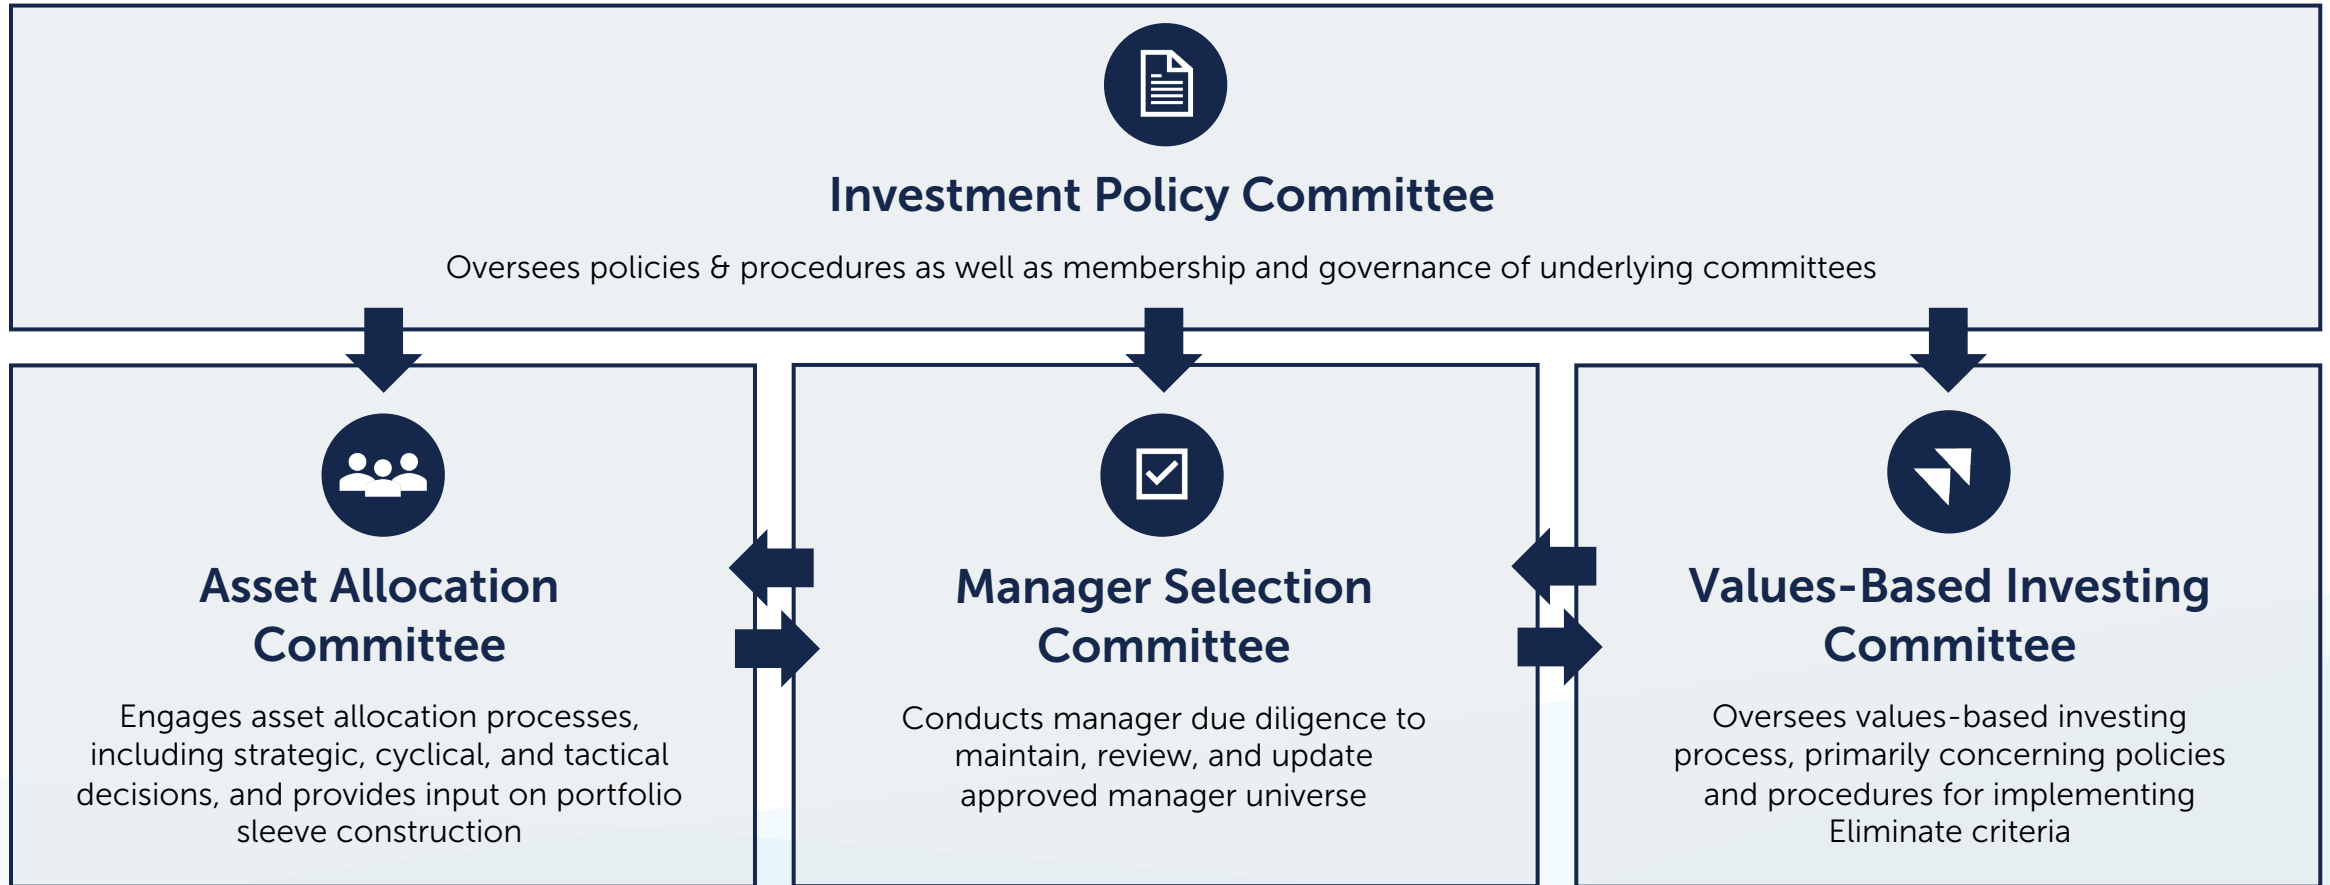 Investment Policy Committee
Oversees policies & procedures as well as membership and governance of underlying committees
Asset Allocation
Committee
Engages asset allocation processes,
including strategic, cyclical, and tactical
decisions, and provides input on portfolio
sleeve construction
Manager Selection
Committee
Conducts manager due diligence to
maintain, review, and update
approved manager universe
Values-Based Investing
Committee
Oversees values-based investing
process, primarily concerning policies
and procedures for implementing
Eliminate criteria